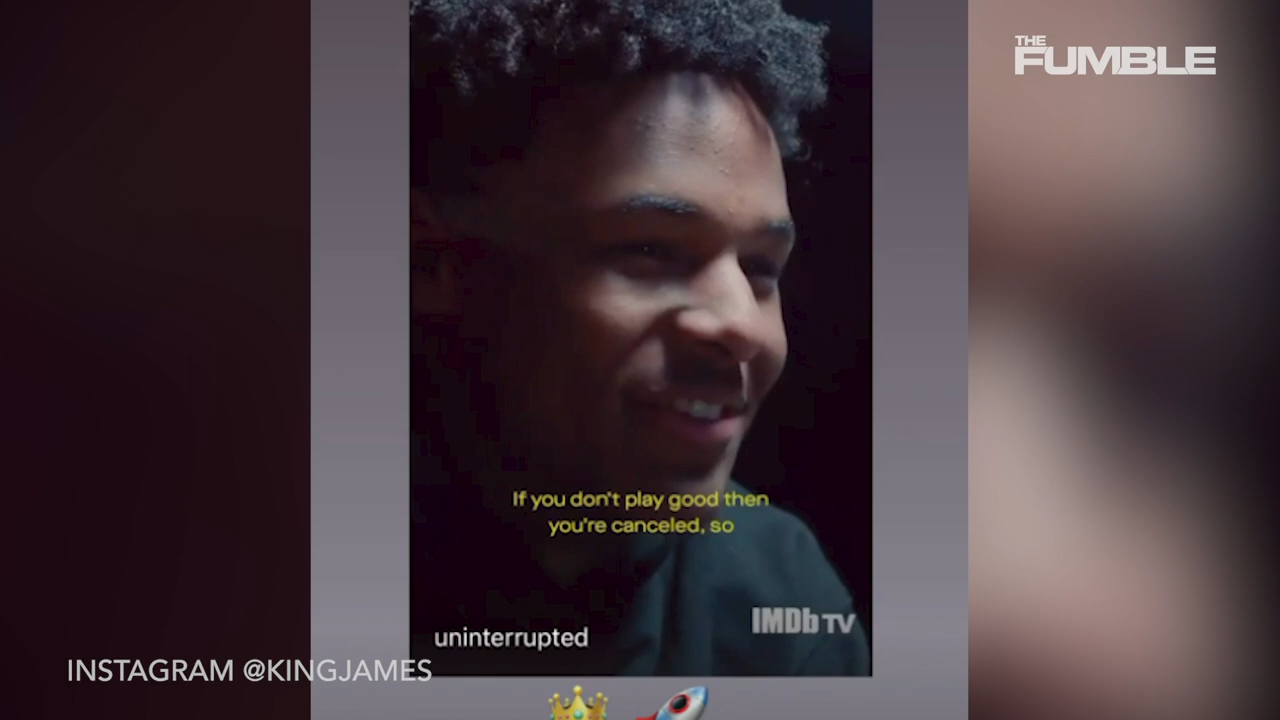 THE
FUMBLE
If you don't play good then
you're canceled, so
IMDb TV
uninterrupted
INSTAGRAM @KINGJAMES